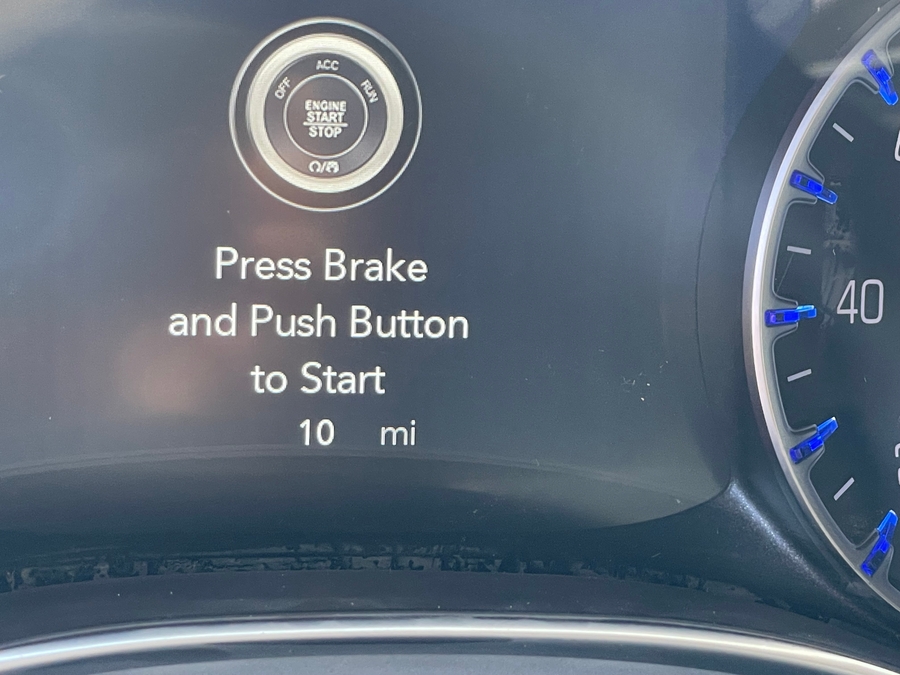 OFF ACC RUN
ENGINE
START
STOP
Press Brake
and Push Button
to Start
10 mi
40